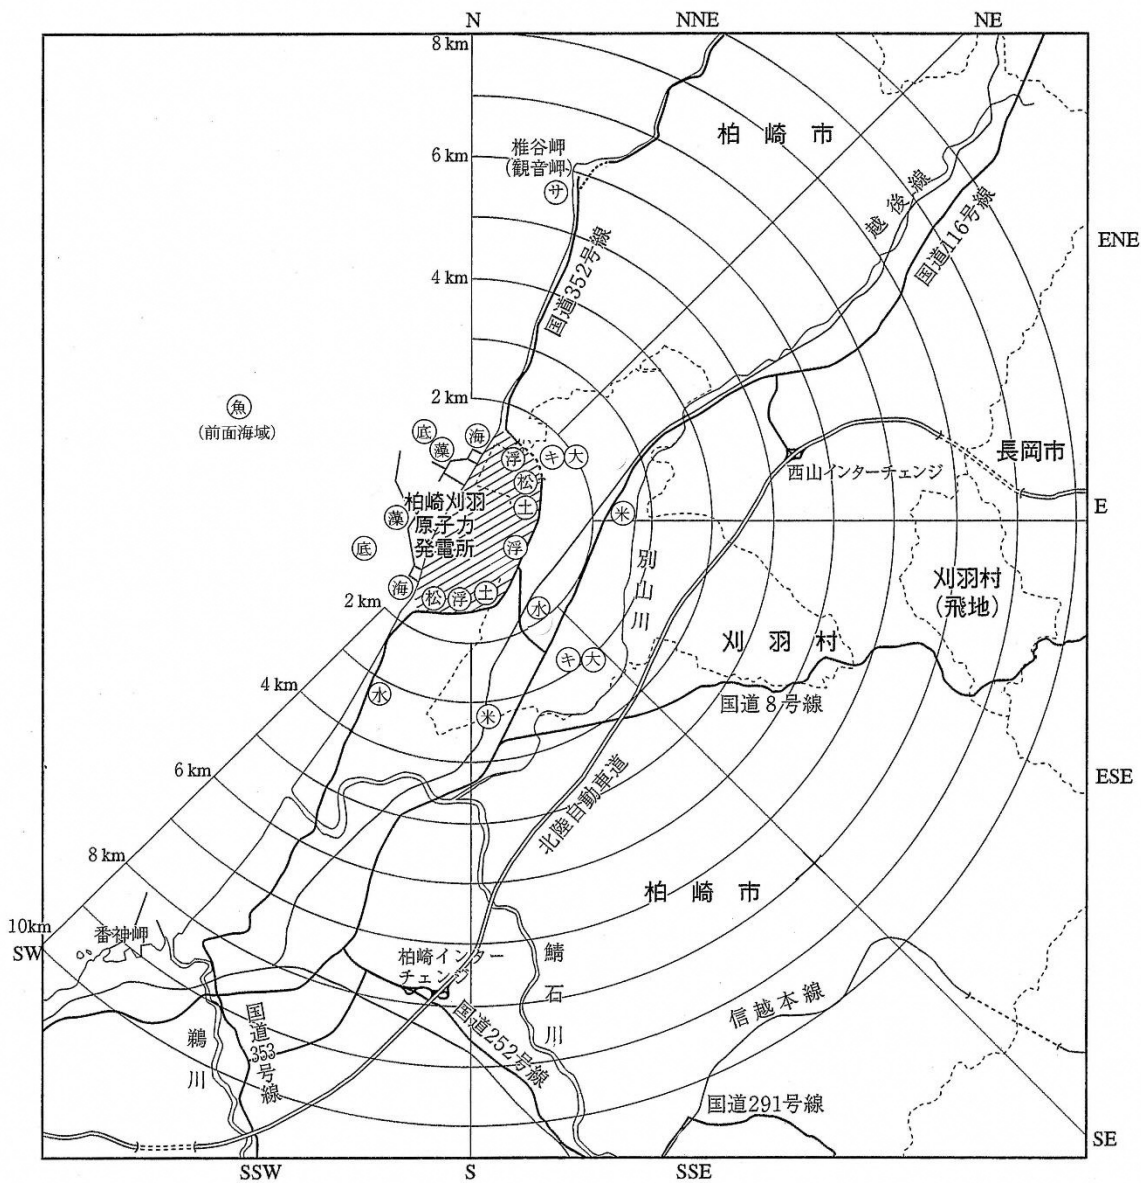 N
NNE
NE
8 km
柏崎市
6 km
椎谷岬
(観音岬)
サ
越後線
国道116号線
ENE
国道352号線
4 km
2 km
魚
(前面海域)
底
藻
海
浮
キ
大
松
土
柏崎刈羽
原子力
発電所
藻
底
浮
米
西山インターチェンジ
長岡市
E
別山川
刈羽村
(飛地)
海
松
浮
土
水
2 km
刈羽村
キ
大
4 km
水
米
国道8号線
6 km
北陸自動車道
ESE
8 km
柏崎市
10km
SW
番神岬
柏崎インター
チェンジ
鯖石川
国道252号線
信越本線
鵜川
国道353号線
国道291号線
SE
SSW
S
SSE